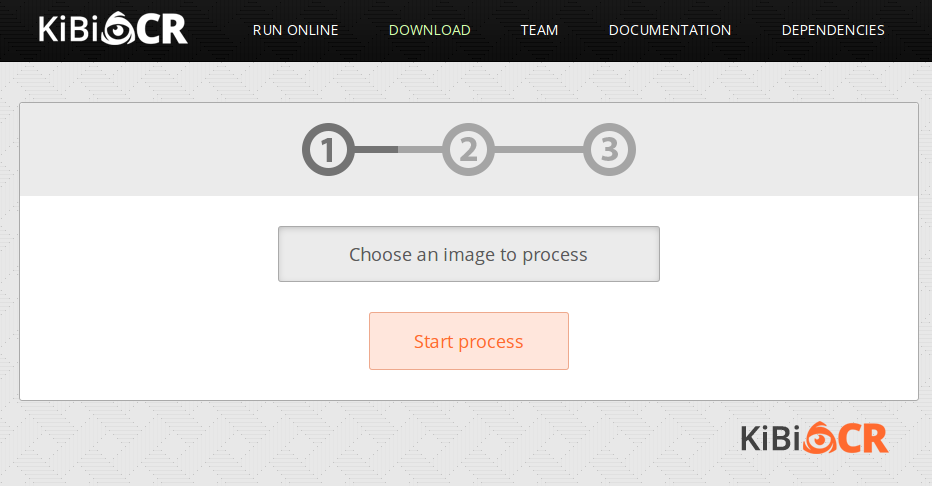 KiBiOCR RUN ONLINE DOWNLOAD TEAM DOCUMENTATION DEPENDENCIES
1 2 3
Choose an image to process
Start process
KiBiOCR